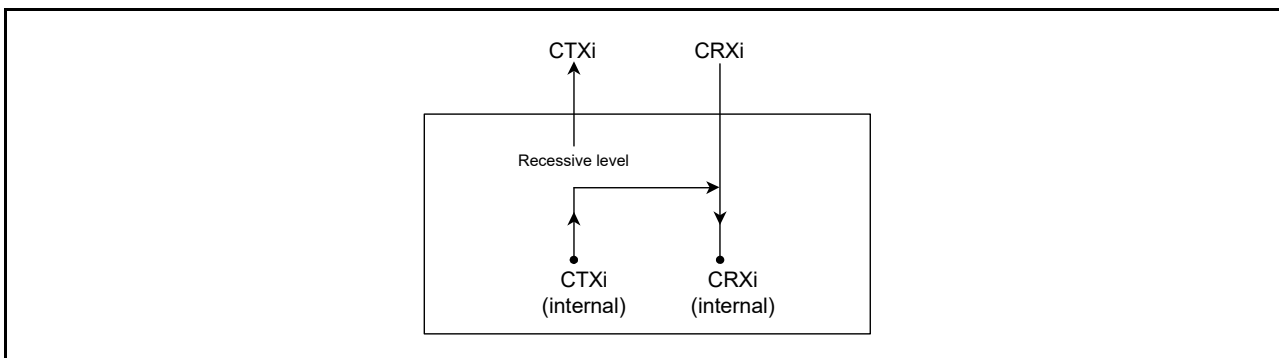 CTXi CRXi
Recessive level
CTXi CRXi
(internal) (internal)